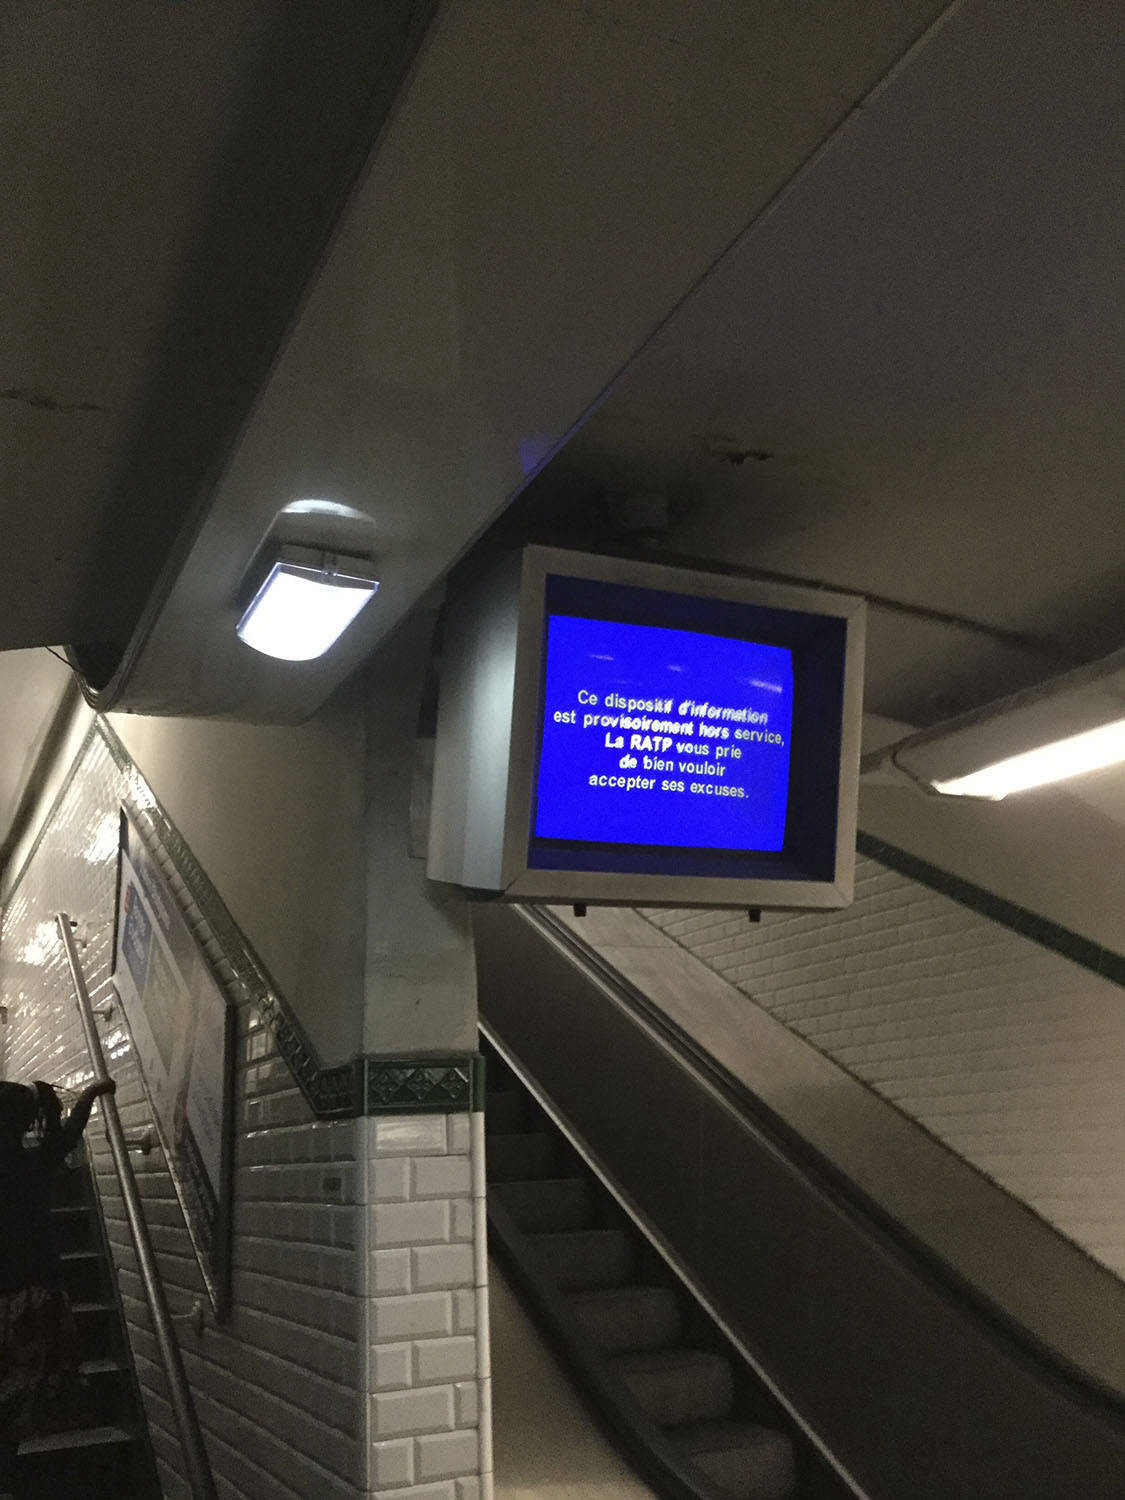 Ce dispositif d'information
est provisoirement hors service,
La RATP vous prie
de bien vouloir
accepter ses excuses.